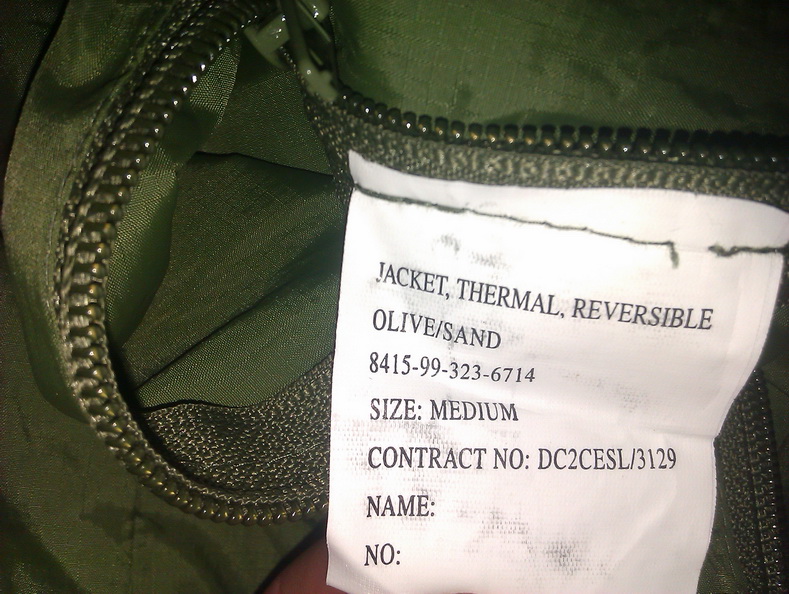 JACKET, THERMAL, REVERSIBLE
OLIVE/SAND
8415-99-323-6714
SIZE: MEDIUM
CONTRACT NO: DC2CESL/3129
NAME:
NO: